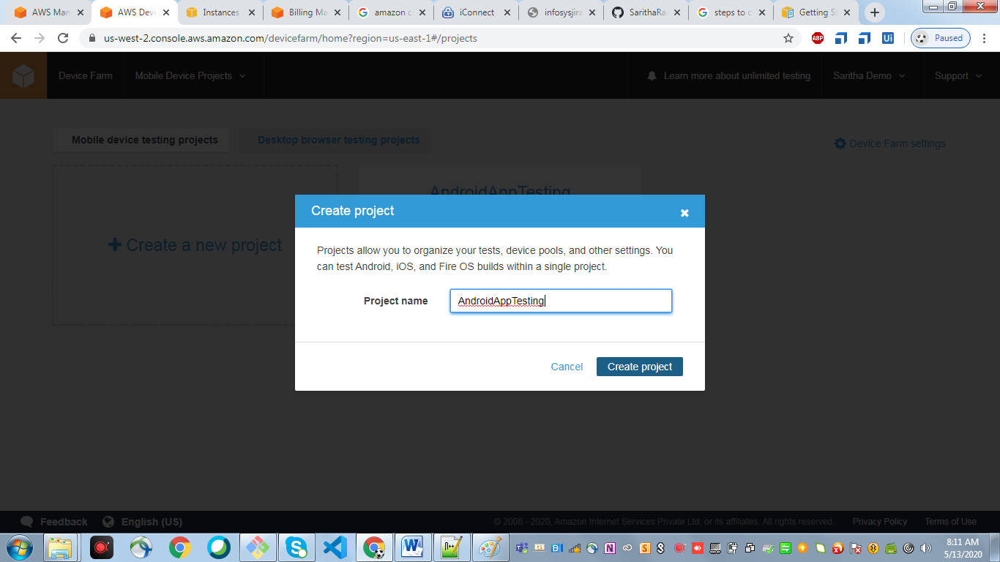 AWS Man
AWS Devi
Instances
Billing Ma
amazon c
iConnect
infosysjira
SarithaRa
steps to c
Getting St
us-west-2.console.aws.amazon.com/devicefarm/home?region=us-east-1#/projects
ABP
Ui
Paused
Device Farm
Mobile Device Projects
Learn more about unlimited testing
Saritha Demo
Support
Mobile device testing projects
Desktop browser testing projects
Device Farm settings
AndroidAppTesting
Create a new project
Create project
Projects allow you to organize your tests, device pools, and other settings. You
can test Android, iOS, and Fire OS builds within a single project.
Project name
AndroidAppTesting
Cancel
Create project
Feedback
English (US)
© 2008 - 2020, Amazon Internet Services Private Ltd. or its affiliates. All rights reserved.
Privacy Policy
Terms of Use
8:11 AM
5/13/2020